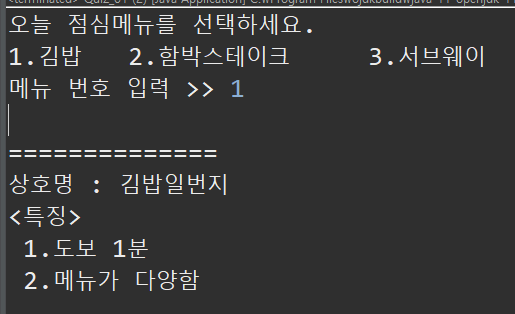 <terminated> Quiz_01 (2) [Java Application]
오늘 점심메뉴를 선택하세요.
1.김밥 2.함박스테이크 3.서브웨이
메뉴 번호 입력 >> 1
==============
상호명 : 김밥일번지
<특징>
1.도보 1분
2.메뉴가 다양함